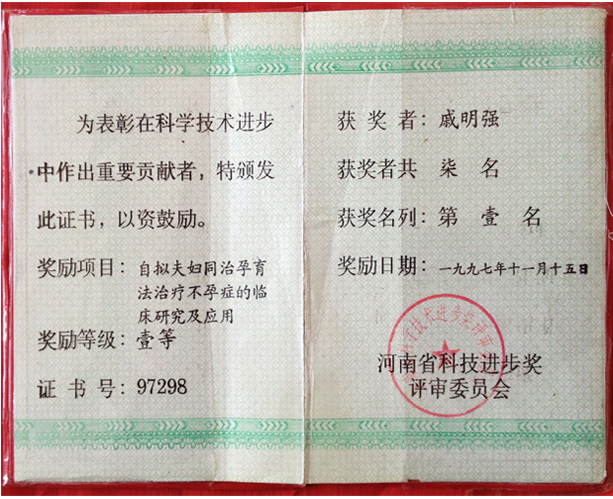 为表彰在科学技术进步
中作出重要贡献者，特颁发
此证书，以资鼓励。
奖励项目：自拟夫妇同治孕育
法治疗不孕症的临
床研究及应用
奖励等级：壹等
证书号：97298
获奖者：戚明强
获奖者共 柒 名
获奖名列：第 壹 名
奖励日期：一九九七年十一月十五日
河南省科技进步奖
评审委员会